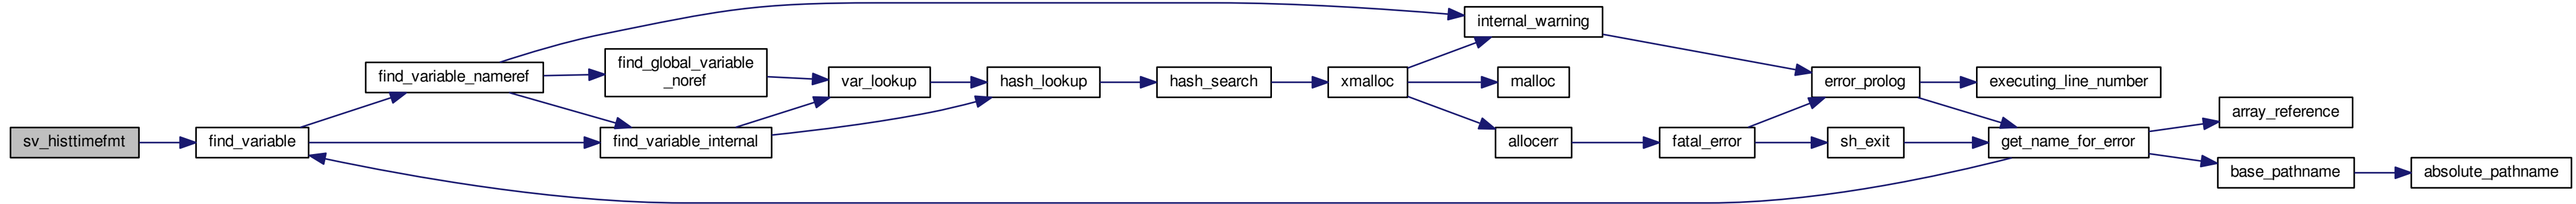 sv_histtimefmt
find_variable
find_variable_nameref
find_global_variable
_noref
find_variable_internal
var_lookup
hash_lookup
hash_search
xmalloc
internal_warning
malloc
allocerr
fatal_error
error_prolog
sh_exit
executing_line_number
get_name_for_error
array_reference
base_pathname
absolute_pathname